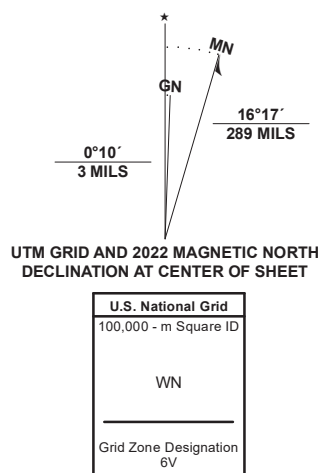 MN
GN
16°17´
289 MILS
0°10´
3 MILS
UTM GRID AND 2022 MAGNETIC NORTH
DECLINATION AT CENTER OF SHEET
U.S. National Grid
100,000 - m Square ID
WN
Grid Zone Designation
6V